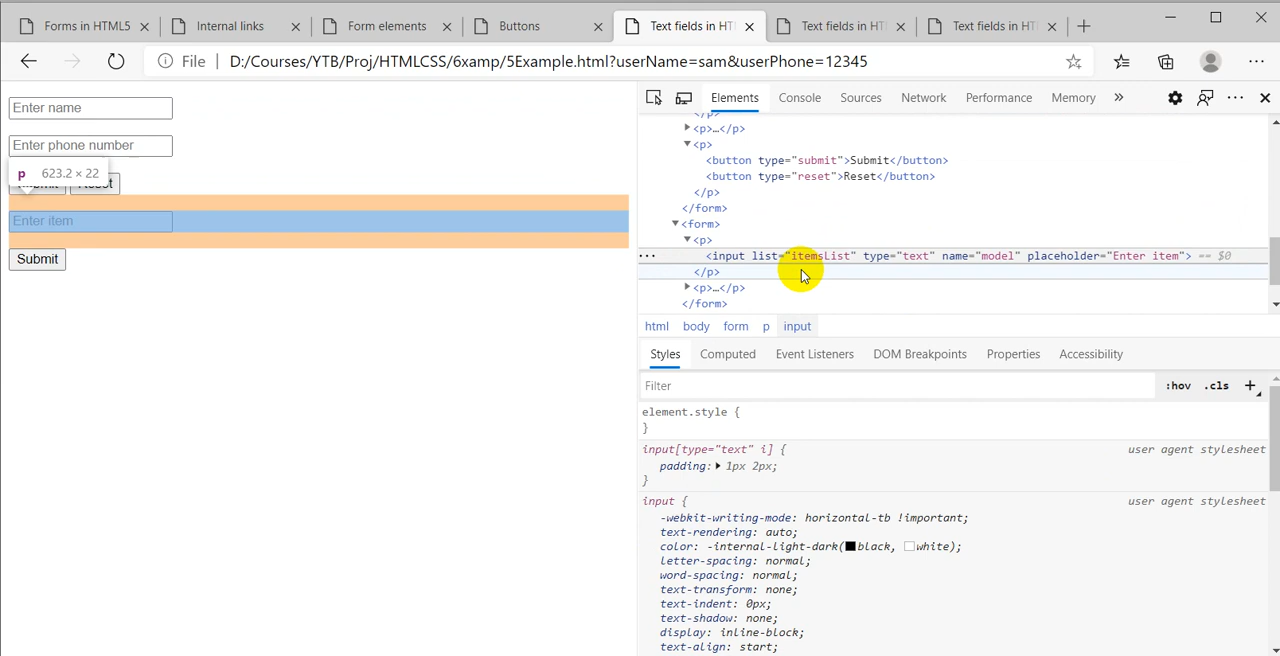 Forms in HTML5
Internal links
Form elements
Buttons
Text fields in HT
Text fields in HT
Text fields in HT
File D:/Courses/YTB/Proj/HTMLCSS/6xamp/5Example.html?userName=sam&userPhone=12345
Enter name
Enter phone number
p 623.2 × 22
Submit Reset
Enter item
Submit
Elements Console Sources Network Performance Memory »
</p>
<p>…</p>
<p>
<button type="submit">Submit</button>
<button type="reset">Reset</button>
</p>
</form>
<form>
<p>
··· <input list="itemsList" type="text" name="model" placeholder="Enter item"> == $0
</p>
<p>…</p>
</form>
html body form p input
Styles Computed Event Listeners DOM Breakpoints Properties Accessibility
Filter :hov .cls +
element.style {
}
input[type="text" i] { user agent stylesheet
padding: 1px 2px;
}
input { user agent stylesheet
-webkit-writing-mode: horizontal-tb !important;
text-rendering: auto;
color: -internal-light-dark(black, white);
letter-spacing: normal;
word-spacing: normal;
text-transform: none;
text-indent: 0px;
text-shadow: none;
display: inline-block;
text-align: start;